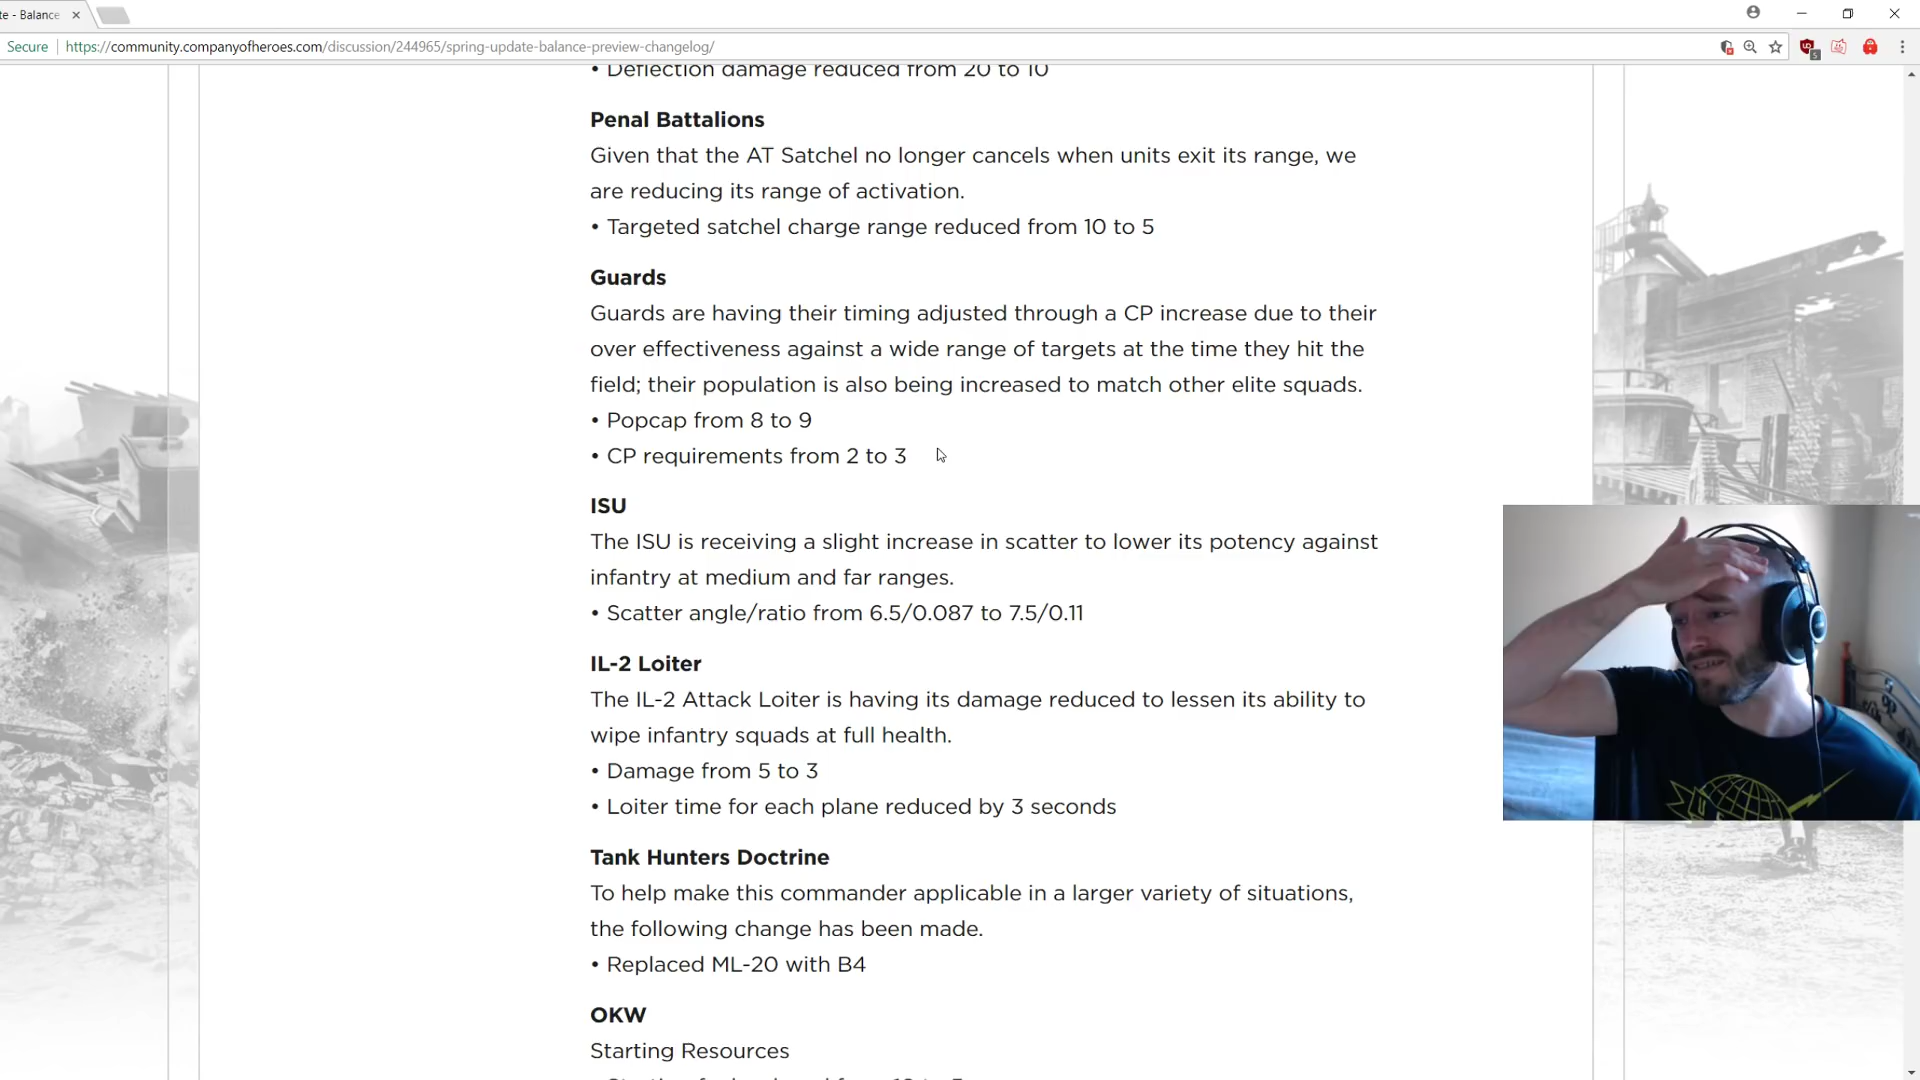 te - Balance
Secure https://community.companyofheroes.com/discussion/244965/spring-update-balance-preview-changelog/
• Deflection damage reduced from 20 to 10
Penal Battalions
Given that the AT Satchel no longer cancels when units exit its range, we
are reducing its range of activation.
• Targeted satchel charge range reduced from 10 to 5
Guards
Guards are having their timing adjusted through a CP increase due to their
over effectiveness against a wide range of targets at the time they hit the
field; their population is also being increased to match other elite squads.
• Popcap from 8 to 9
• CP requirements from 2 to 3
ISU
The ISU is receiving a slight increase in scatter to lower its potency against
infantry at medium and far ranges.
• Scatter angle/ratio from 6.5/0.087 to 7.5/0.11
IL-2 Loiter
The IL-2 Attack Loiter is having its damage reduced to lessen its ability to
wipe infantry squads at full health.
• Damage from 5 to 3
• Loiter time for each plane reduced by 3 seconds
Tank Hunters Doctrine
To help make this commander applicable in a larger variety of situations,
the following change has been made.
• Replaced ML-20 with B4
OKW
Starting Resources